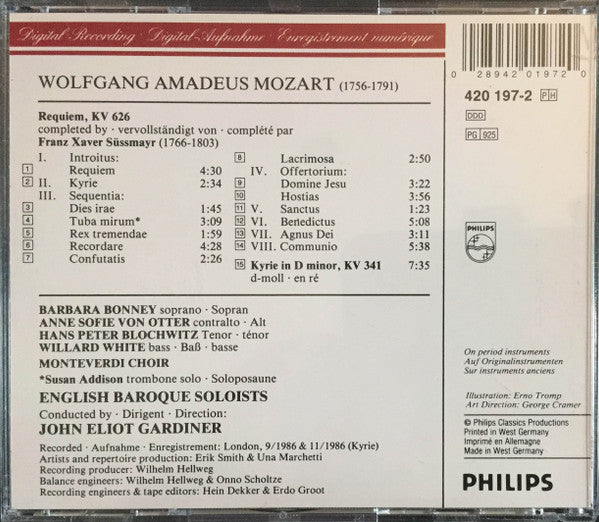 Digital Recording · Digital-Aufnahme · Enregistrement numérique
WOLFGANG AMADEUS MOZART (1756-1791)
Requiem, KV 626
completed by · vervollständigt von · complété par
Franz Xaver Süssmayr (1766-1803)
I. Introitus:
1 Requiem 4:30
2 II. Kyrie 2:34
III. Sequentia:
3 Dies irae 1:45
4 Tuba mirum* 3:09
5 Rex tremendae 1:59
6 Recordare 4:28
7 Confutatis 2:26
8 Lacrimosa 2:50
IV. Offertorium:
9 Domine Jesu 3:22
10 Hostias 3:56
11 V. Sanctus 1:23
12 VI. Benedictus 5:08
13 VII. Agnus Dei 3:11
14 VIII. Communio 5:38
15 Kyrie in D minor, KV 341 7:35
d-moll · en ré
BARBARA BONNEY soprano · Sopran
ANNE SOFIE VON OTTER contralto · Alt
HANS PETER BLOCHWITZ Tenor · ténor
WILLARD WHITE bass · Baß · basse
MONTEVERDI CHOIR
*Susan Addison trombone solo · Soloposaune
ENGLISH BAROQUE SOLOISTS
Conducted by · Dirigent · Direction:
JOHN ELIOT GARDINER
Recorded · Aufnahme · Enregistrement: London, 9/1986 & 11/1986 (Kyrie)
Artists and repertoire production: Erik Smith & Una Marchetti
Recording producer: Wilhelm Hellweg
Balance engineers: Wilhelm Hellweg & Onno Scholtze
Recording engineers & tape editors: Hein Dekker & Erdo Groot
0 28942 01972 0
420 197-2 PH
DDD
PG 925
PHILIPS
On period instruments
Auf Originalinstrumenten
Sur instruments anciens
Illustration: Erno Tromp
Art Direction: George Cramer
℗ Philips Classics Productions
Printed in West Germany
Imprimé en Allemagne
Made in West Germany
PHILIPS